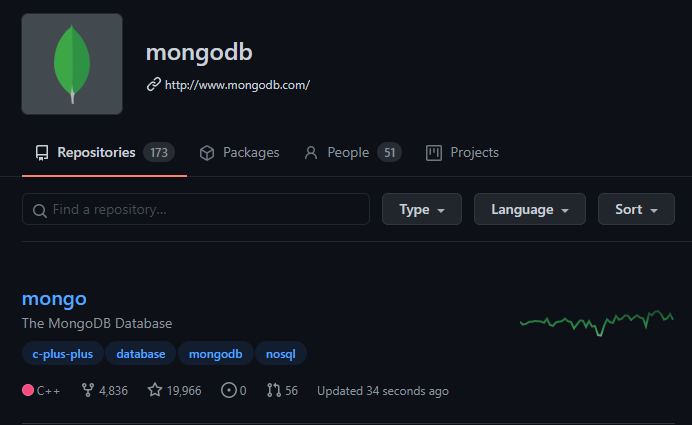 mongodb
http://www.mongodb.com/
Repositories 173 Packages People 51 Projects
Find a repository... Type Language Sort
mongo
The MongoDB Database
c-plus-plus database mongodb nosql
C++ 4,836 19,966 0 56 Updated 34 seconds ago